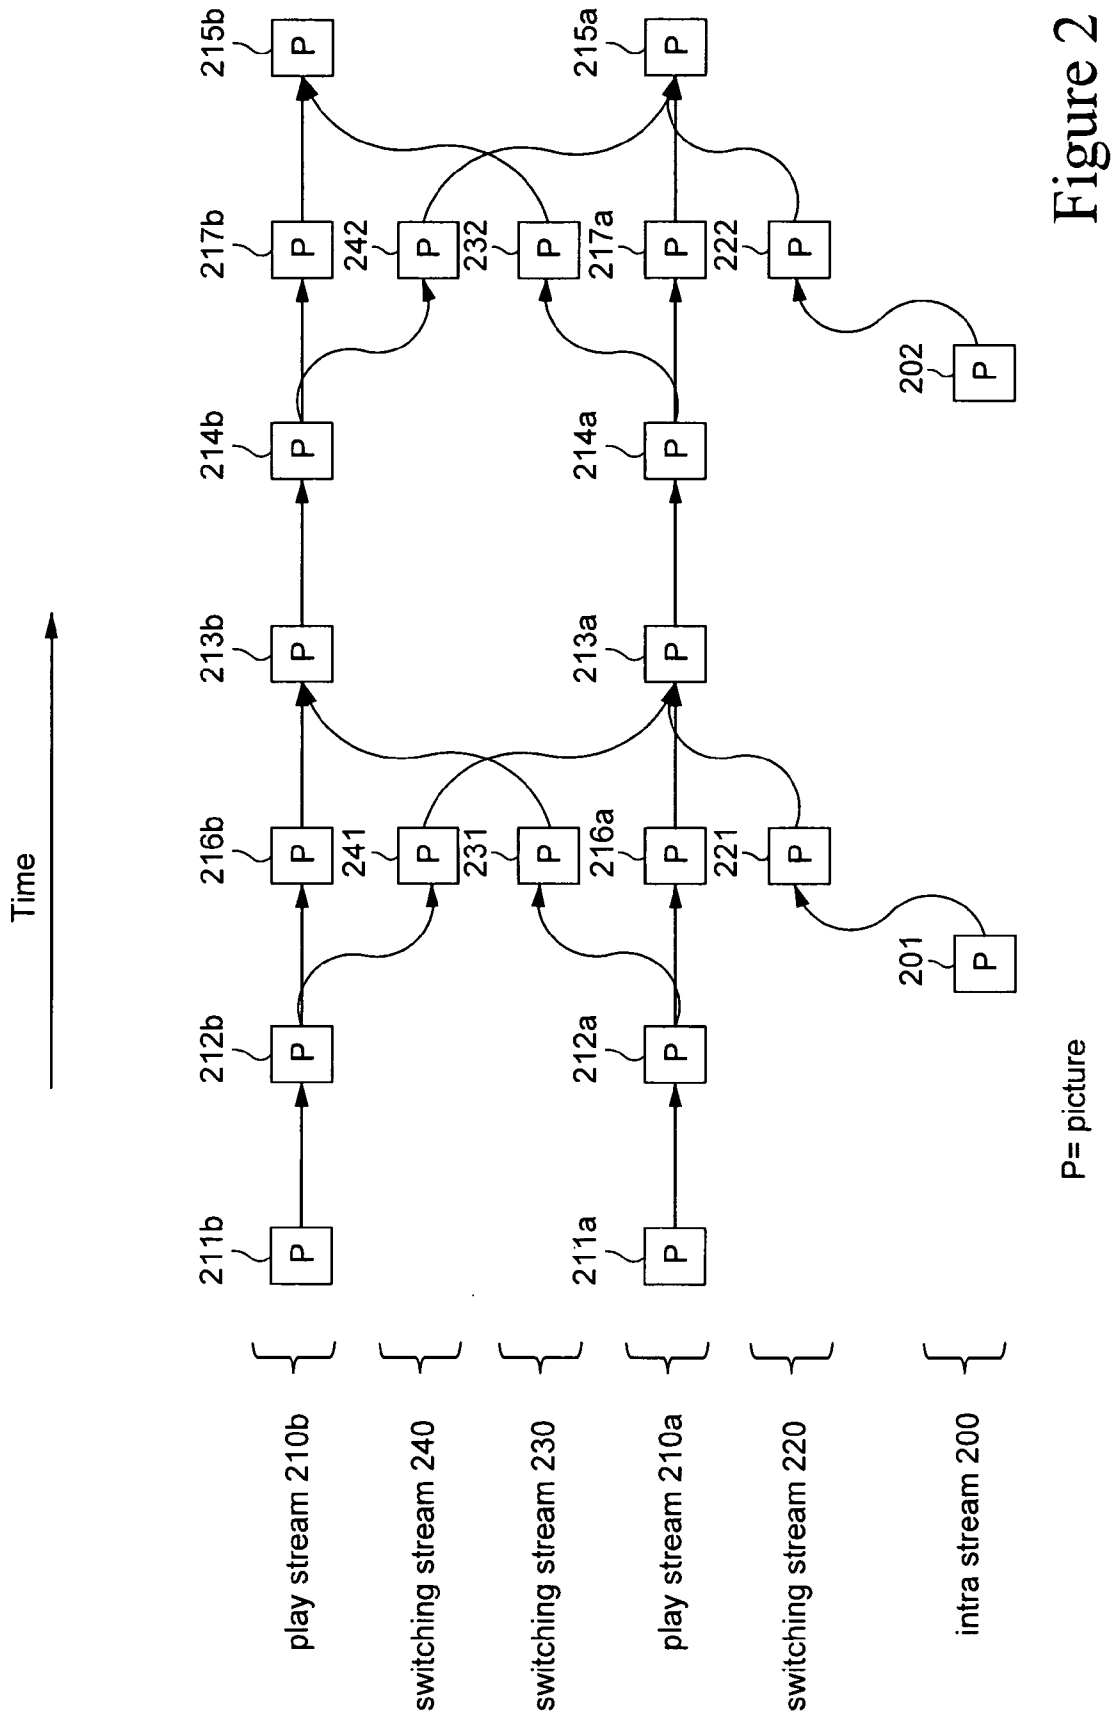 Time
play stream 210b
211b
P
212b
P
216b
P
213b
P
214b
P
217b
P
215b
P
switching stream 240
241
P
242
P
switching stream 230
231
P
232
P
play stream 210a
211a
P
212a
P
216a
P
213a
P
214a
P
217a
P
215a
P
switching stream 220
221
P
222
P
intra stream 200
201
P
202
P
P= picture
Figure 2